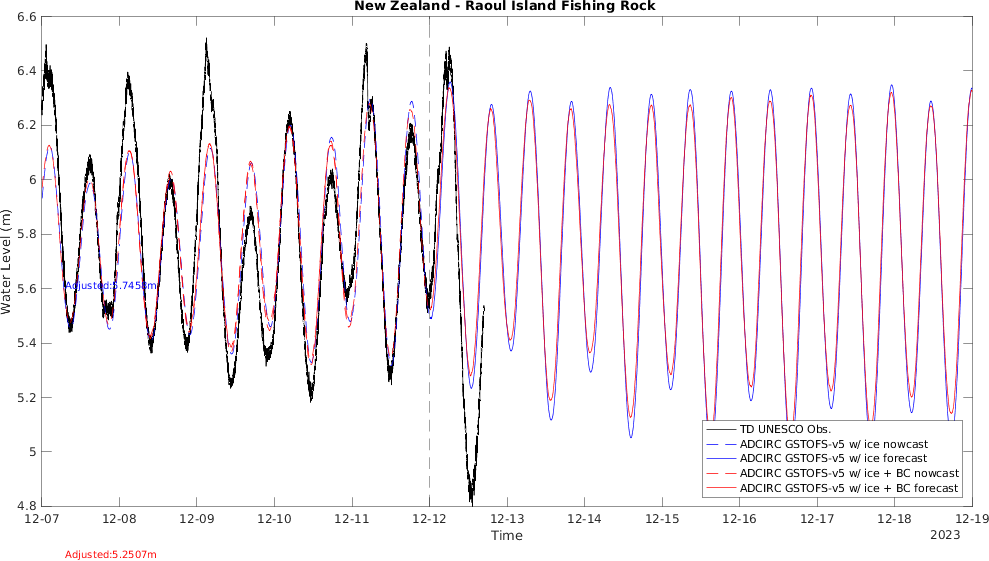 New Zealand - Raoul Island Fishing Rock
Water Level (m)
6.6
6.4
6.2
6
5.8
5.6
5.4
5.2
5
4.8
Adjusted:5.7458m
TD UNESCO Obs.
ADCIRC GSTOFS-v5 w/ ice nowcast
ADCIRC GSTOFS-v5 w/ ice forecast
ADCIRC GSTOFS-v5 w/ ice + BC nowcast
ADCIRC GSTOFS-v5 w/ ice + BC forecast
12-07 12-08 12-09 12-10 12-11 12-12 12-13 12-14 12-15 12-16 12-17 12-18 12-19
Time
2023
Adjusted:5.2507m